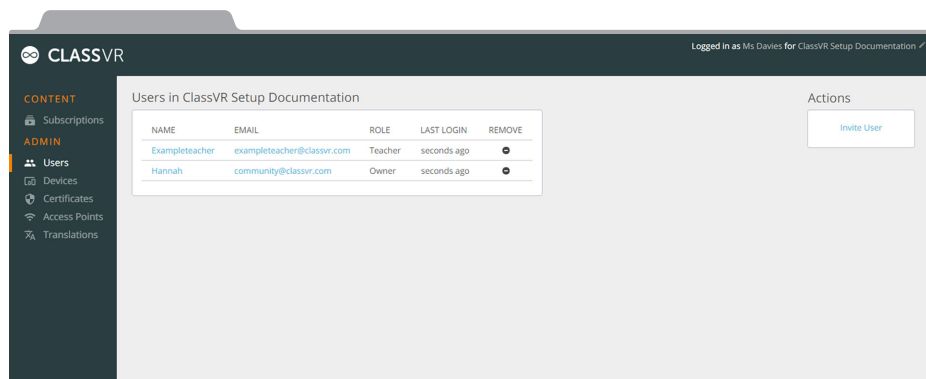 CLASSVR
Logged in as Ms Davies for ClassVR Setup Documentation
CONTENT
Subscriptions
ADMIN
Users
Devices
Certificates
Access Points
Translations
Users in ClassVR Setup Documentation
NAME EMAIL ROLE LAST LOGIN REMOVE
Exampleteacher exampleteacher@classvr.com Teacher seconds ago
Hannah community@classvr.com Owner seconds ago
Actions
Invite User